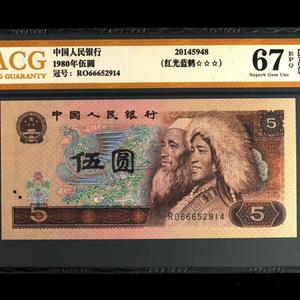 ACG
GUARANTY
中国人民银行
1980年伍圆
冠号：RO66652914
20145948
(红光蓝鹤☆☆☆)
67 EPQ
Superb Gem Unc
中国人民银行
伍圆
5
5
RO66652914